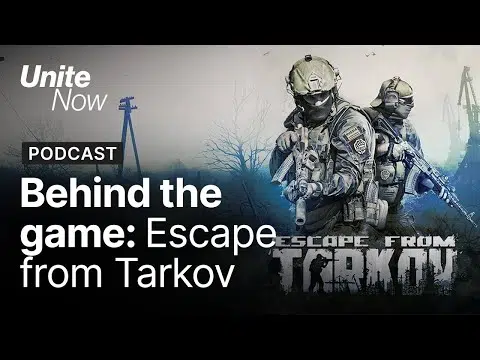 Unite
Now
PODCAST
Behind the
game: Escape
from Tarkov
ESCAPE FROM
TARKOV